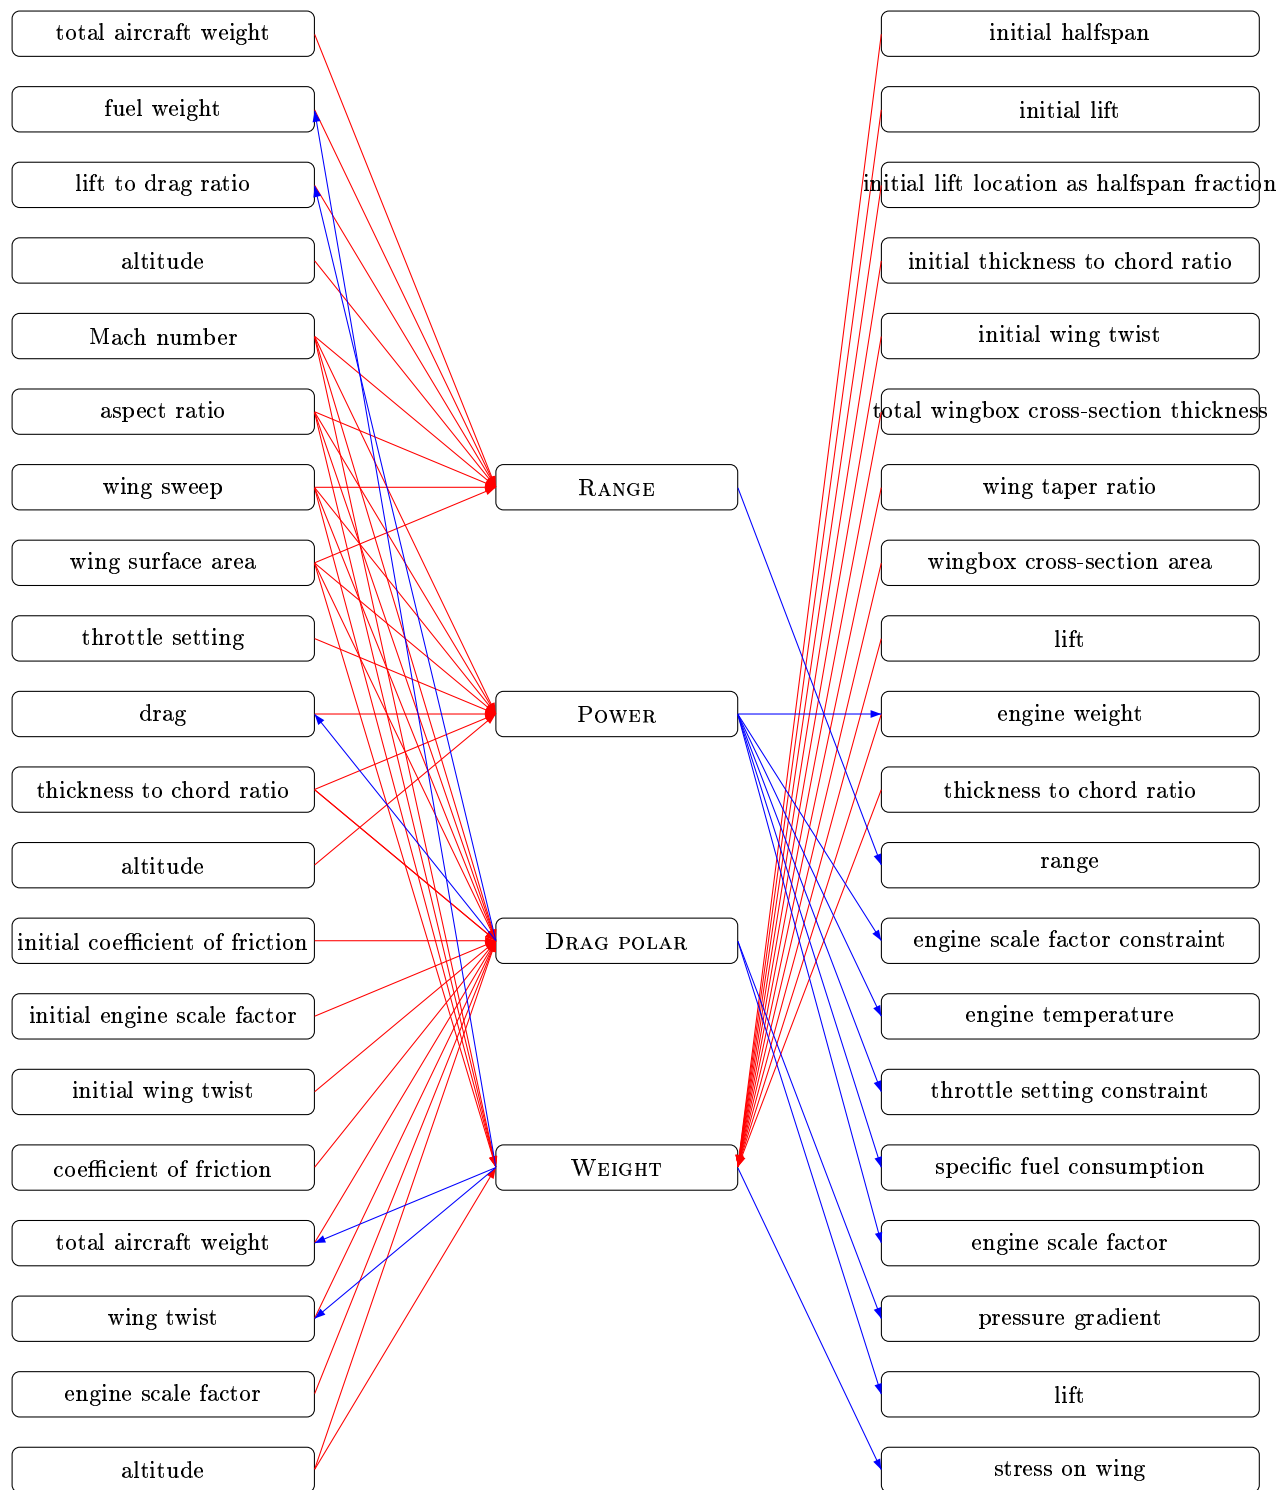 total aircraft weight
fuel weight
lift to drag ratio
altitude
Mach number
aspect ratio
wing sweep
wing surface area
throttle setting
drag
thickness to chord ratio
altitude
initial coefficient of friction
initial engine scale factor
initial wing twist
coefficient of friction
total aircraft weight
wing twist
engine scale factor
altitude
RANGE
POWER
DRAG POLAR
WEIGHT
initial halfspan
initial lift
initial lift location as halfspan fraction
initial thickness to chord ratio
initial wing twist
total wingbox cross-section thickness
wing taper ratio
wingbox cross-section area
lift
engine weight
thickness to chord ratio
range
engine scale factor constraint
engine temperature
throttle setting constraint
specific fuel consumption
engine scale factor
pressure gradient
lift
stress on wing